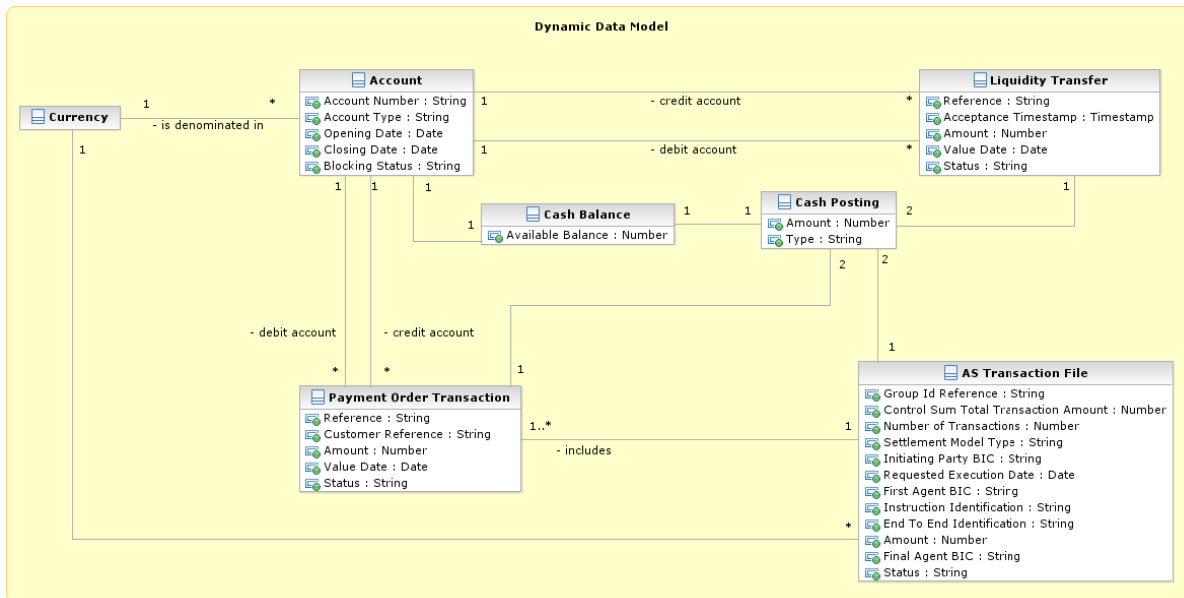 Dynamic Data Model
Account
Account Number : String
Account Type : String
Opening Date : Date
Closing Date : Date
Blocking Status : String
Liquidity Transfer
Reference : String
Acceptance Timestamp : Timestamp
Amount : Number
Value Date : Date
Status : String
Currency
1
*
- is denominated in
1
1
- credit account
*
1
- debit account
*
1
1
1
1
Cash Balance
Available Balance : Number
1
1
1
Cash Posting
Amount : Number
Type : String
2
2
2
- debit account
- credit account
*
*
1
1
Payment Order Transaction
Reference : String
Customer Reference : String
Amount : Number
Value Date : Date
Status : String
1..*
1
- includes
*
AS Transaction File
Group Id Reference : String
Control Sum Total Transaction Amount : Number
Number of Transactions : Number
Settlement Model Type : String
Initiating Party BIC : String
Requested Execution Date : Date
First Agent BIC : String
Instruction Identification : String
End To End Identification : String
Amount : Number
Final Agent BIC : String
Status : String